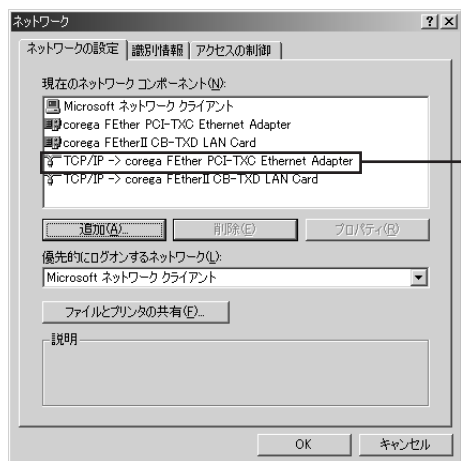 ネットワーク
ネットワークの設定 識別情報 アクセスの制御
現在のネットワーク コンポーネント(N):
Microsoft ネットワーク クライアント
corega FEther PCI-TXC Ethernet Adapter
corega FEtherII CB-TXD LAN Card
TCP/IP -> corega FEther PCI-TXC Ethernet Adapter
TCP/IP -> corega FEtherII CB-TXD LAN Card
追加(A)... 削除(E) プロパティ(R)
優先的にログオンするネットワーク(L):
Microsoft ネットワーク クライアント
ファイルとプリンタの共有(F)...
説明
OK キャンセル